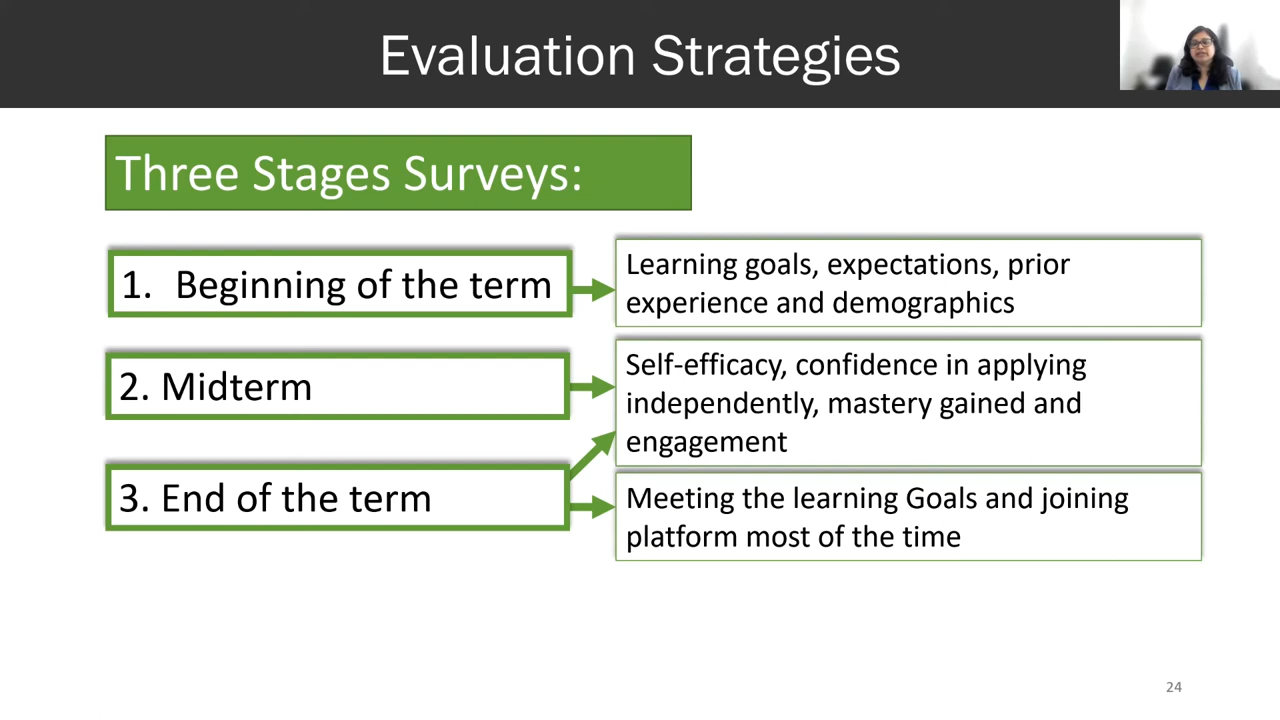 Evaluation Strategies
Three Stages Surveys:
1. Beginning of the term
Learning goals, expectations, prior
experience and demographics
2. Midterm
Self-efficacy, confidence in applying
independently, mastery gained and
engagement
3. End of the term
Meeting the learning Goals and joining
platform most of the time
24